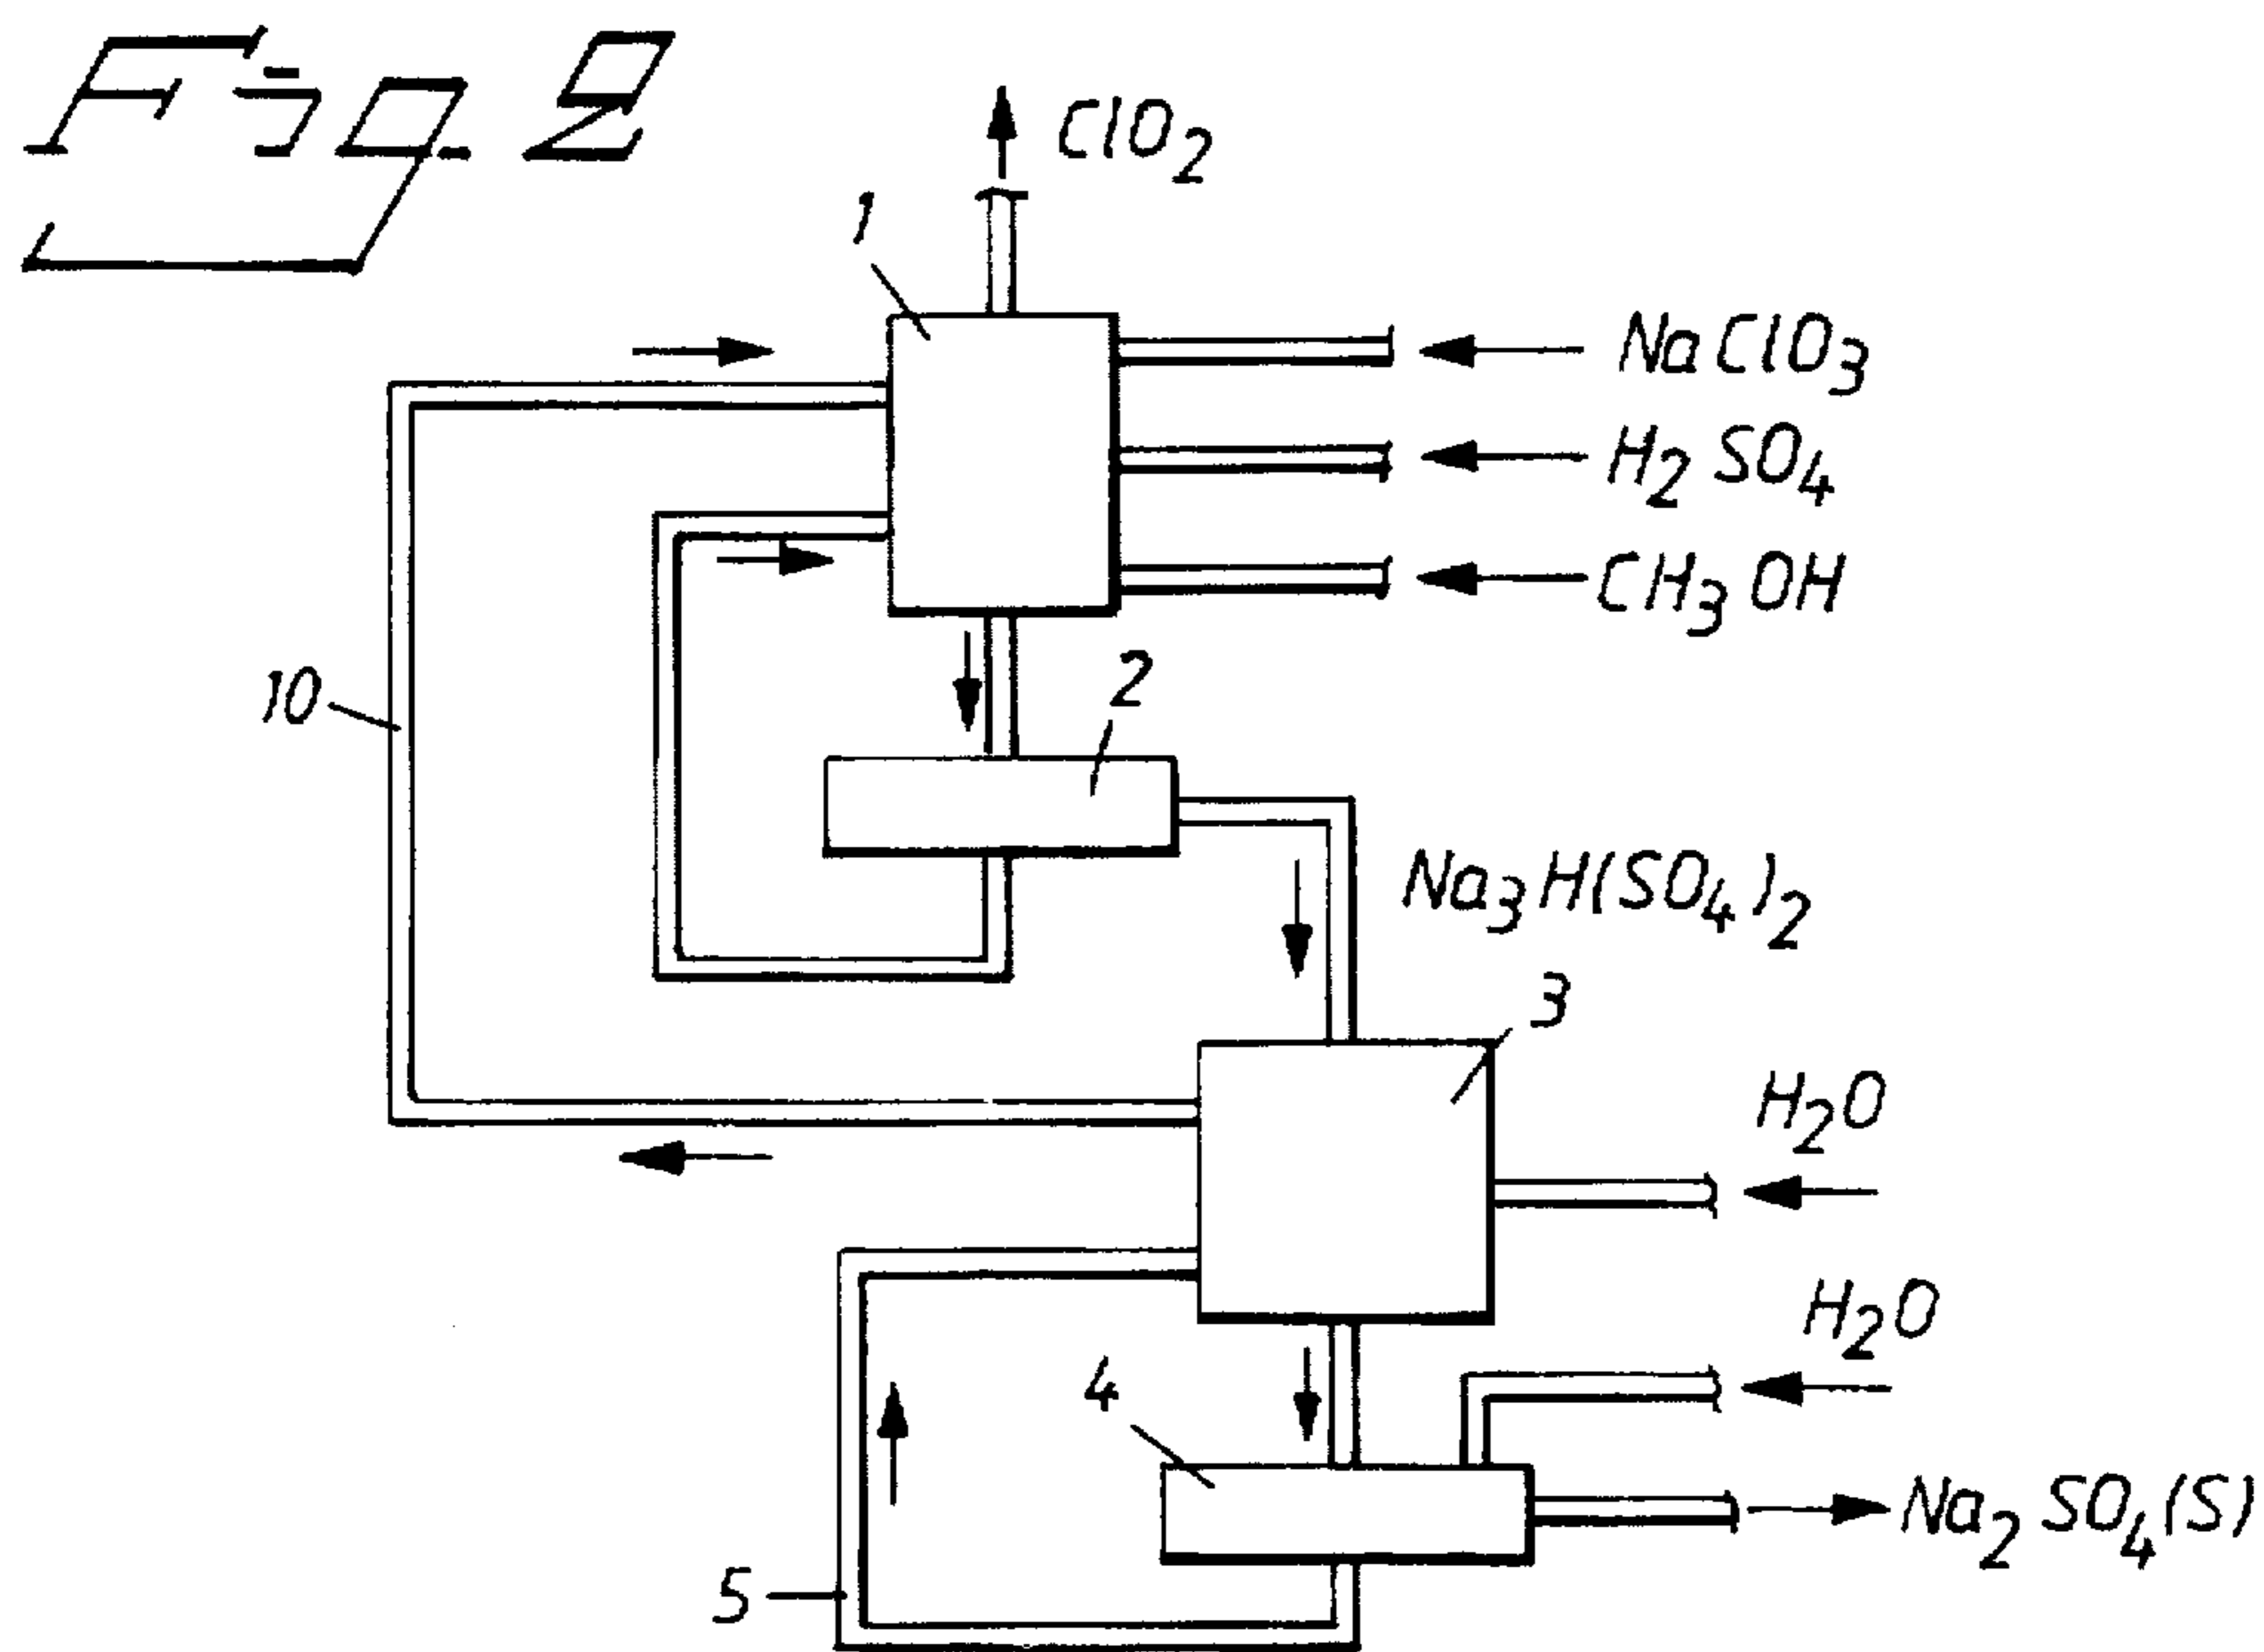 Fig. 2
ClO2
1
NaClO3
H2SO4
CH3OH
10
2
Na3H(SO4)2
3
H2O
H2O
4
Na2SO4(S)
5